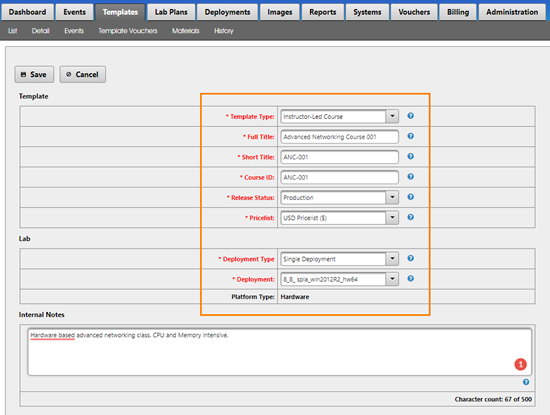 Dashboard Events Templates Lab Plans Deployments Images Reports Systems Vouchers Billing Administration
List Detail Events Template Vouchers Materials History
Save Cancel
Template
* Template Type: Instructor-Led Course
* Full Title: Advanced Networking Course 001
* Short Title: ANC-001
* Course ID: ANC-001
* Release Status: Production
* Pricelist: USD Pricelist ($)
Lab
* Deployment Type Single Deployment
* Deployment: 8_8_ spla_win2012R2_hw64
Platform Type: Hardware
Internal Notes
Hardware based advanced networking class. CPU and Memory intensive.
1
Character count: 67 of 500